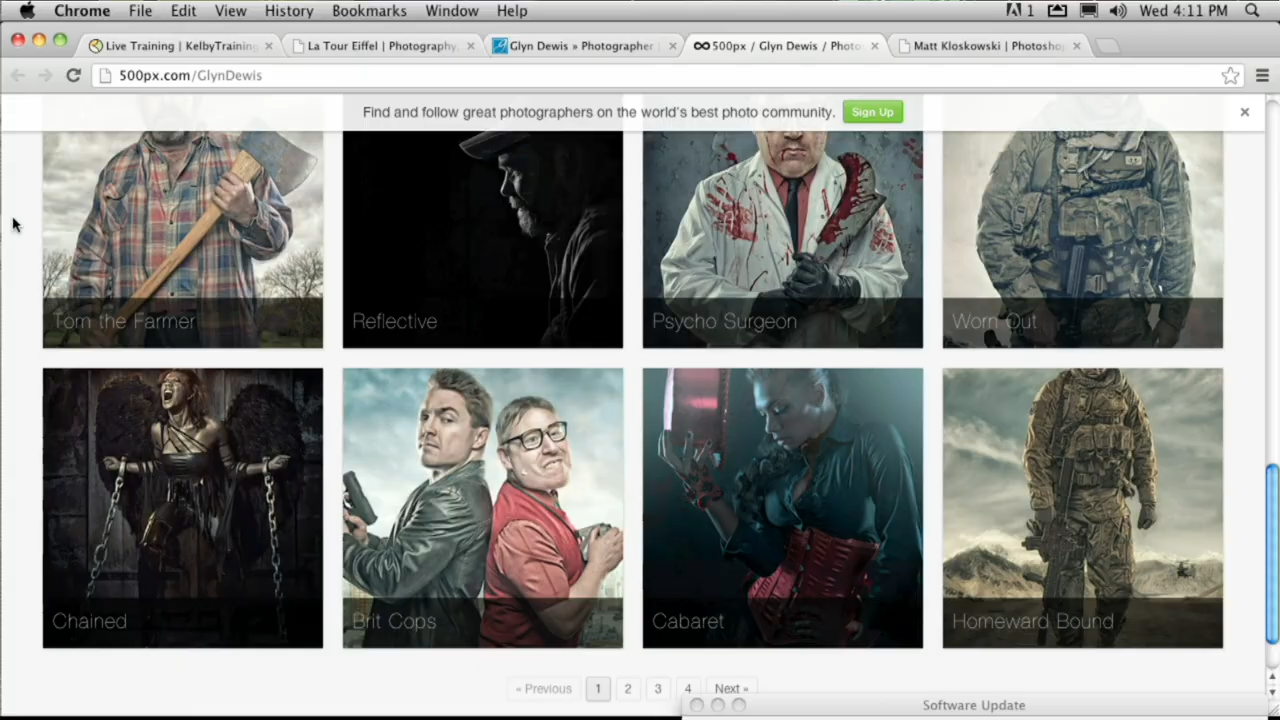 Chrome File Edit View History Bookmarks Window Help 1 Wed 4:11 PM
Live Training | KelbyTraining La Tour Eiffel | Photography. Glyn Dewis » Photographer 500px / Glyn Dewis / Photo Matt Kloskowski | Photosho
500px.com/GlynDewis
Find and follow great photographers on the world's best photo community. Sign Up
Tom the Farmer Reflective Psycho Surgeon Worn Out
Chained Brit Cops Cabaret Homeward Bound
« Previous 1 2 3 4 Next »
Software Update